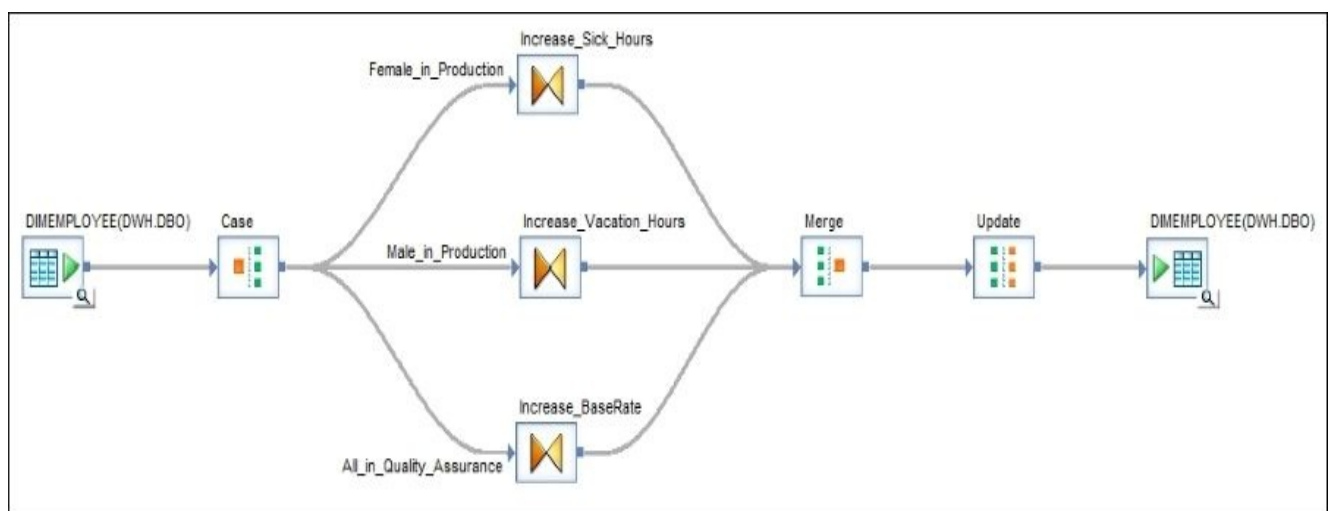 Increase_Sick_Hours
Female_in_Production
DIMEMPLOYEE(DWH.DBO)
Case
Increase_Vacation_Hours
Male_in_Production
Merge
Update
DIMEMPLOYEE(DWH.DBO)
Increase_BaseRate
All_in_Quality_Assurance